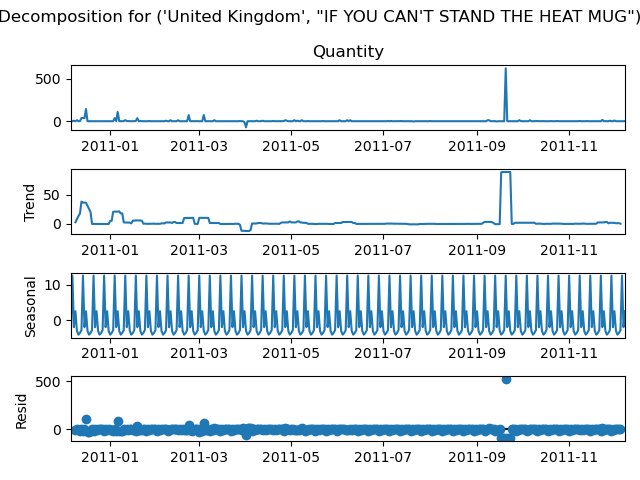 Decomposition for ('United Kingdom', "IF YOU CAN'T STAND THE HEAT MUG")
Quantity
500
0
2011-01 2011-03 2011-05 2011-07 2011-09 2011-11
Trend
50
0
2011-01 2011-03 2011-05 2011-07 2011-09 2011-11
Seasonal
10
0
2011-01 2011-03 2011-05 2011-07 2011-09 2011-11
Resid
500
0
2011-01 2011-03 2011-05 2011-07 2011-09 2011-11